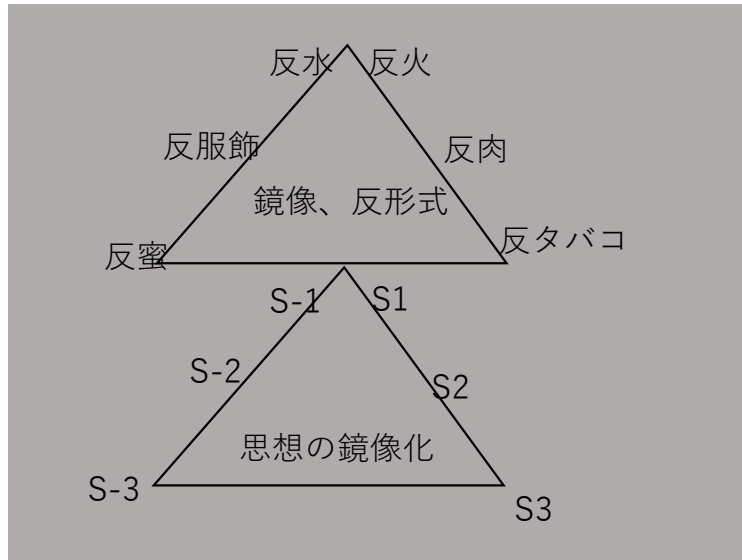 反水 反火
反服飾 反肉
鏡像、反形式
反タバコ
反蜜
S-1 S1
S-2 S2
思想の鏡像化
S-3 S3